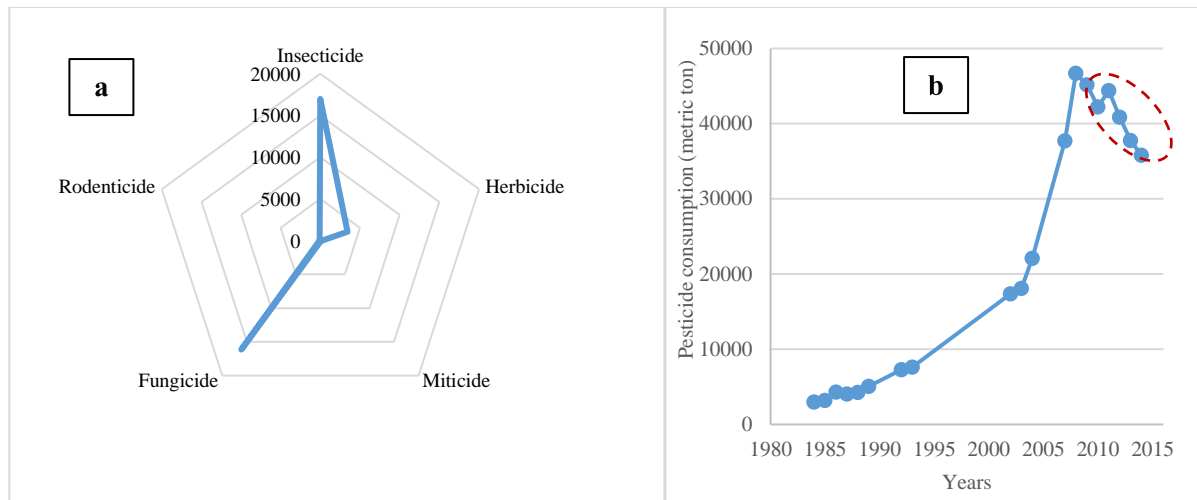 a
Insecticide
20000
15000
10000
5000
0
Rodenticide
Herbicide
Fungicide
Miticide
b
Pesticide consumption (metric ton)
50000
40000
30000
20000
10000
0
1980 1985 1990 1995 2000 2005 2010 2015
Years